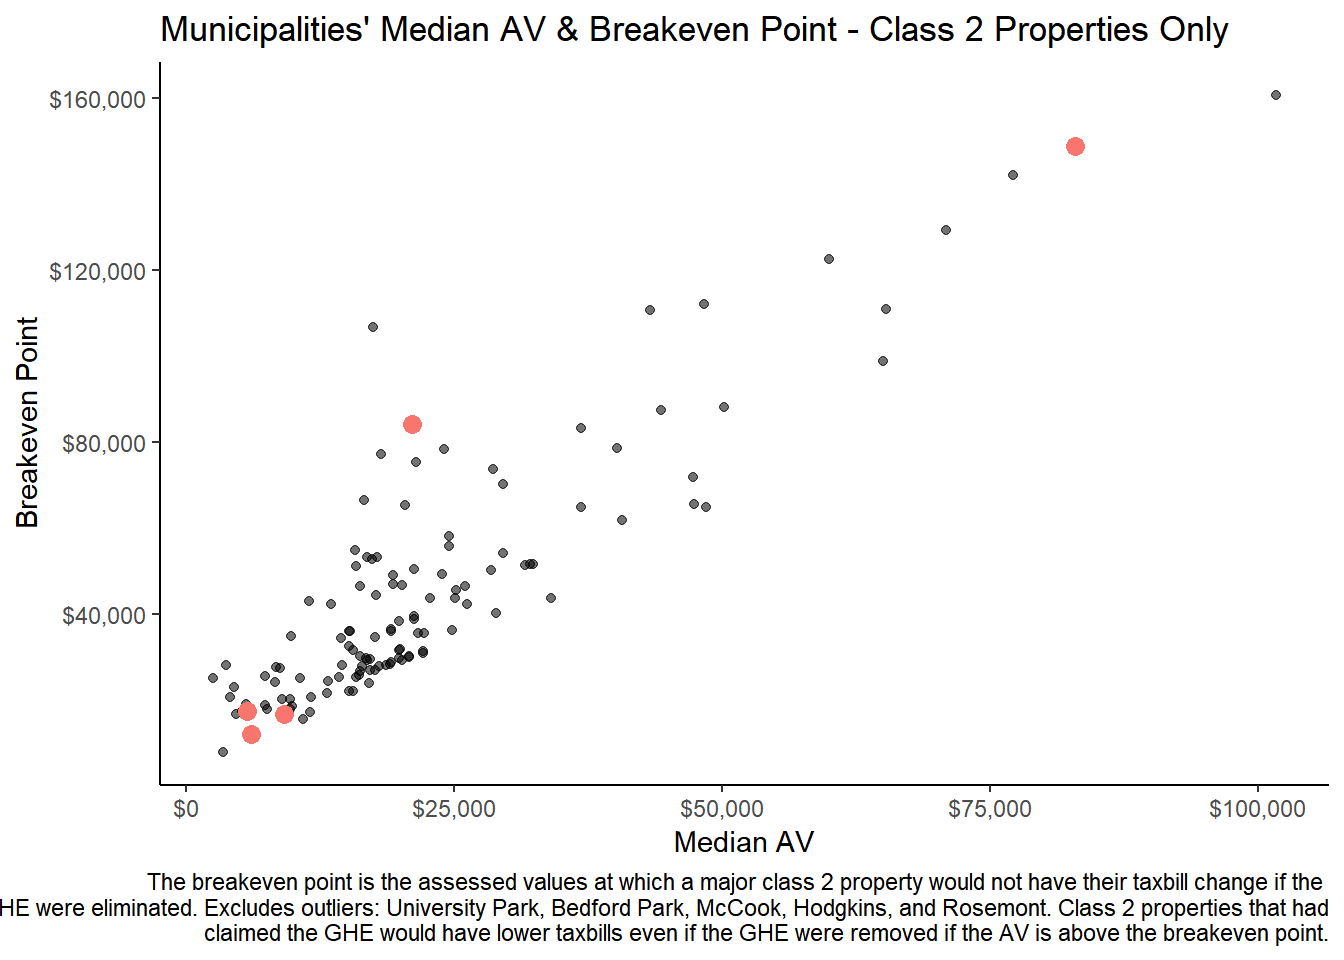 Municipalities' Median AV & Breakeven Point - Class 2 Properties Only
$160,000
$120,000
$80,000
$40,000
Breakeven Point
$0 $25,000 $50,000 $75,000 $100,000
Median AV
The breakeven point is the assessed values at which a major class 2 property would not have their taxbill change if the
HE were eliminated. Excludes outliers: University Park, Bedford Park, McCook, Hodgkins, and Rosemont. Class 2 properties that had
claimed the GHE would have lower taxbills even if the GHE were removed if the AV is above the breakeven point.